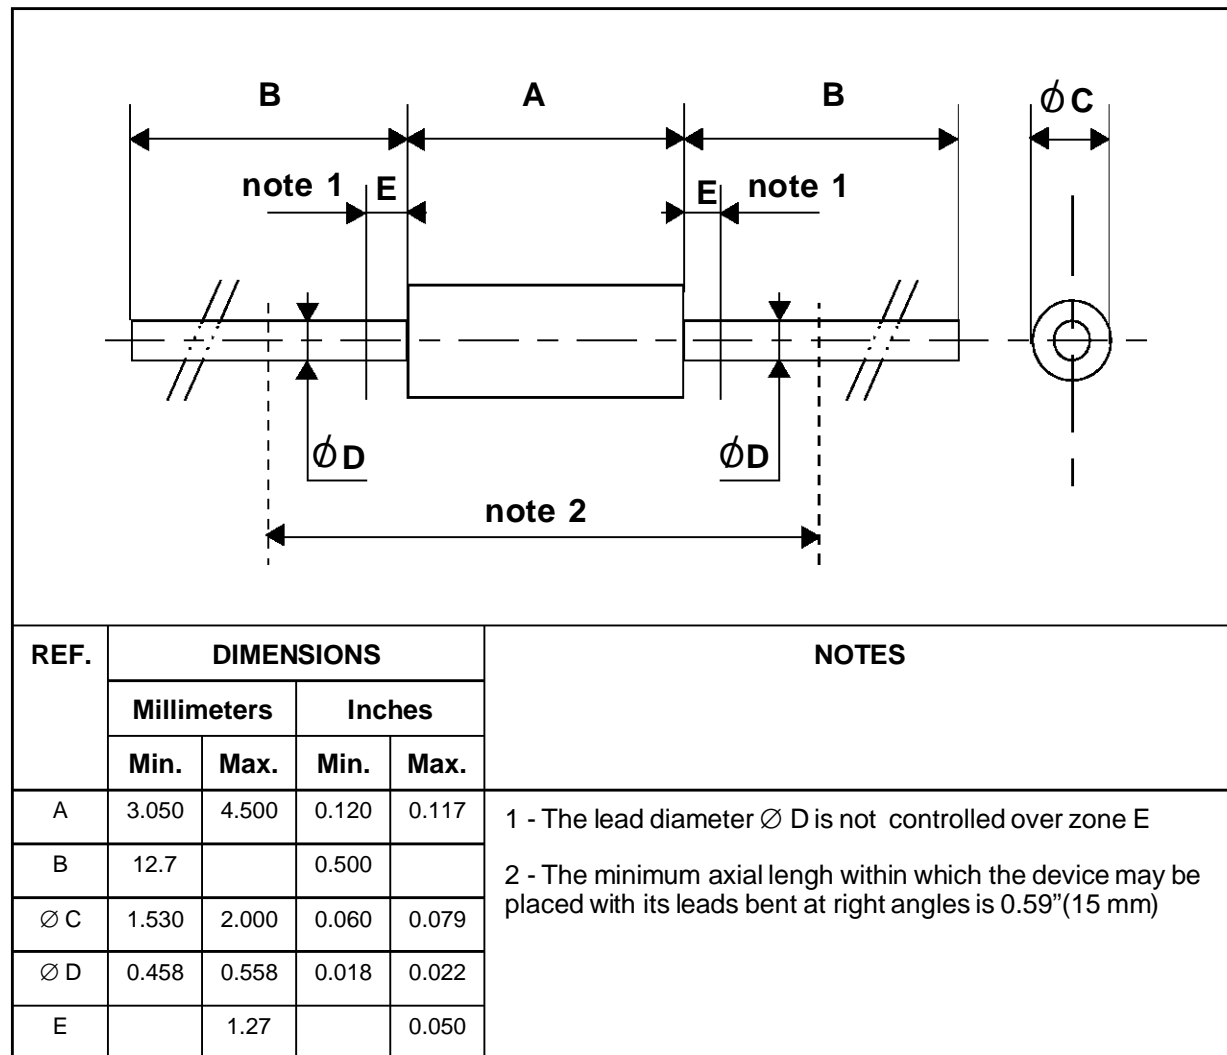 B A B ∅ C
note 1 E E note 1
∅ D ∅ D
note 2
REF. DIMENSIONS NOTES
Millimeters Inches
Min. Max. Min. Max.
A 3.050 4.500 0.120 0.117
B 12.7 0.500
∅ C 1.530 2.000 0.060 0.079
∅ D 0.458 0.558 0.018 0.022
E 1.27 0.050
1 - The lead diameter ∅ D is not controlled over zone E
2 - The minimum axial lengh within which the device may be
placed with its leads bent at right angles is 0.59”(15 mm)